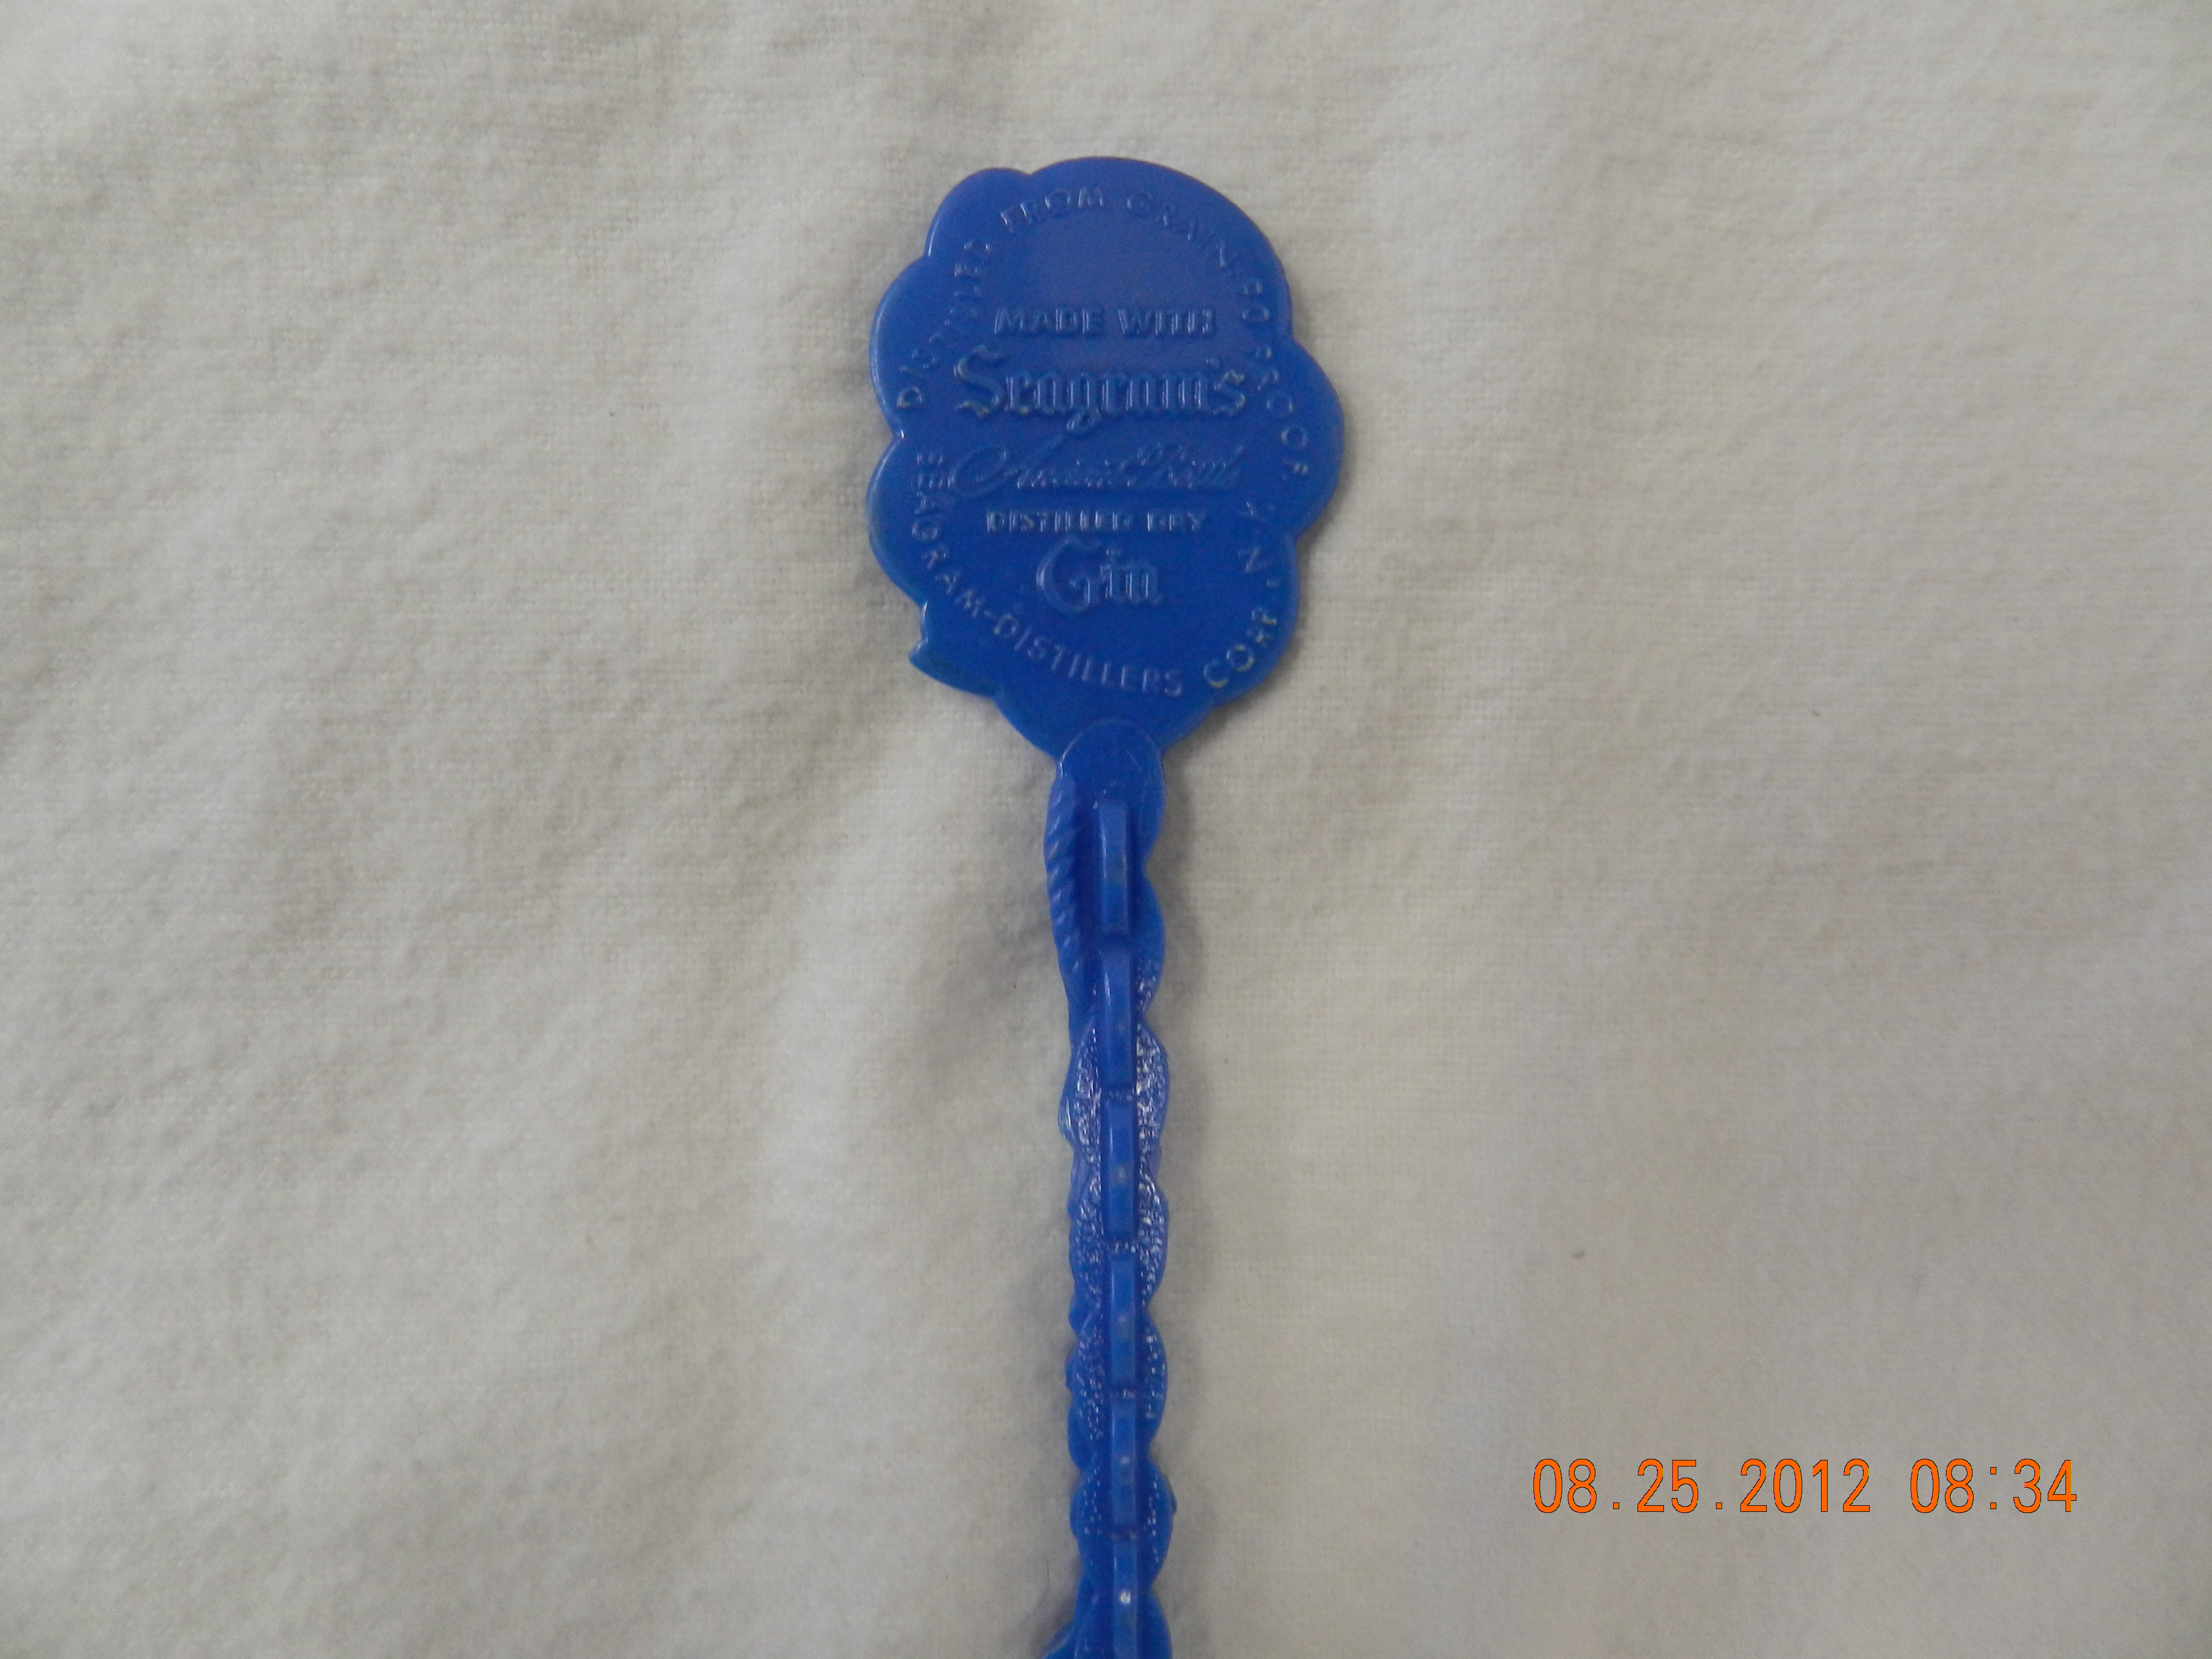 DISTILLED FROM GRAIN·90 PROOF
MADE WITH
Seagram's
Ancient Bottle
DISTILLED DRY
Gin
SEAGRAM-DISTILLERS CORP., N.Y.
08.25.2012 08:34